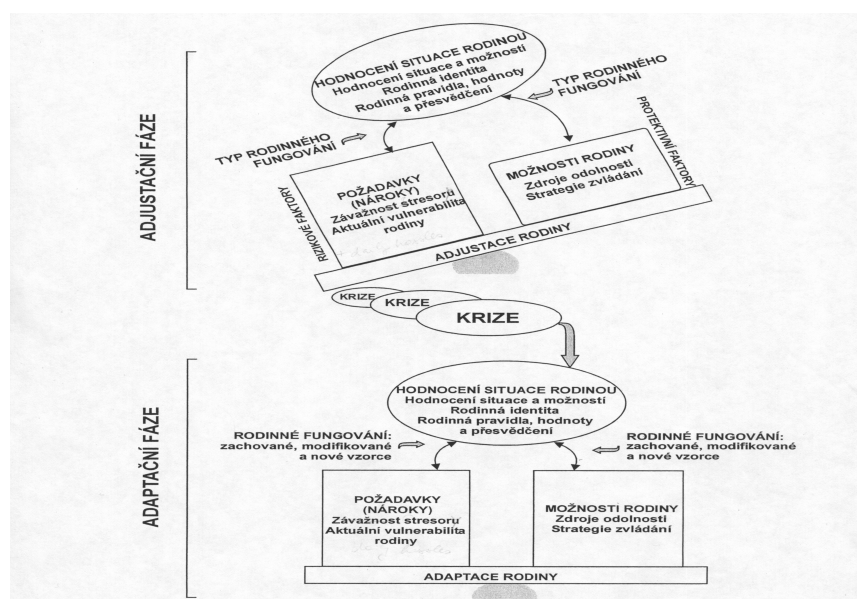 ADJUSTAČNÍ FÁZE
HODNOCENÍ SITUACE RODINOU
Hodnocení situace a možností
Rodinná identita
Rodinná pravidla, hodnoty
a přesvědčení
TYP RODINNÉHO
FUNGOVÁNÍ
TYP RODINNÉHO
FUNGOVÁNÍ
RIZIKOVÉ FAKTORY
POŽADAVKY
(NÁROKY)
Závažnost stresorů
Aktuální vulnerabilita
rodiny
MOŽNOSTI RODINY
Zdroje odolnosti
Strategie zvládání
PROTEKTIVNÍ FAKTORY
ADJUSTACE RODINY
KRIZE
KRIZE
KRIZE
ADAPTAČNÍ FÁZE
HODNOCENÍ SITUACE RODINOU
Hodnocení situace a možností
Rodinná identita
Rodinná pravidla, hodnoty
a přesvědčení
RODINNÉ FUNGOVÁNÍ:
zachované, modifikované
a nové vzorce
RODINNÉ FUNGOVÁNÍ:
zachované, modifikované
a nové vzorce
POŽADAVKY
(NÁROKY)
Závažnost stresorů
Aktuální vulnerabilita
rodiny
MOŽNOSTI RODINY
Zdroje odolnosti
Strategie zvládání
ADAPTACE RODINY